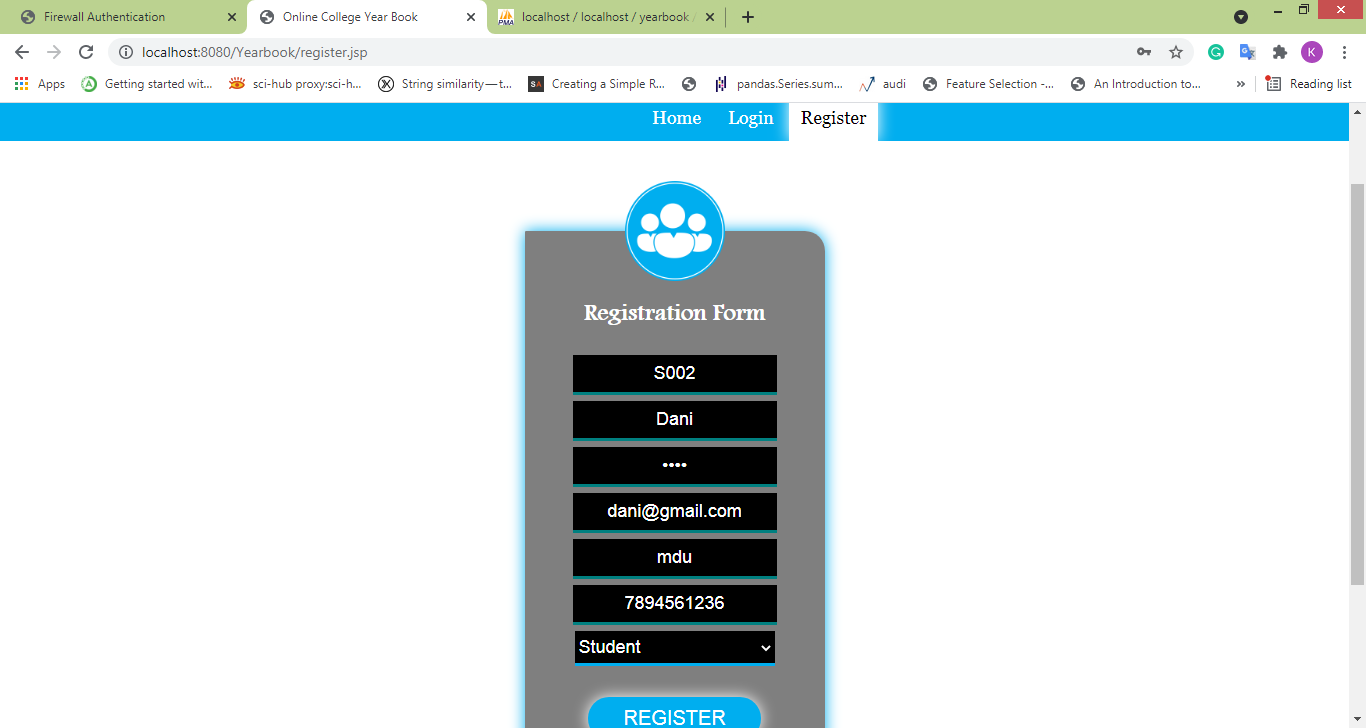 Firewall Authentication
Online College Year Book
PMA localhost / localhost / yearbook /
localhost:8080/Yearbook/register.jsp
K
Apps
Getting started wit...
sci-hub proxy:sci-h...
String similarity — t...
SA Creating a Simple R...
pandas.Series.sum...
audi
Feature Selection -...
An Introduction to...
»
Reading list
Home Login Register
Registration Form
S002
Dani
••••
dani@gmail.com
mdu
7894561236
Student
REGISTER